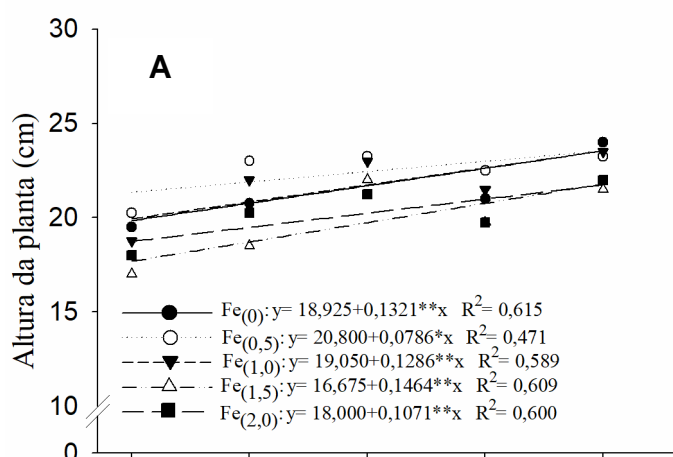 30
A
25
20
15
10
0
Altura da planta (cm)
Fe(0): y= 18,925+0,1321**x R²= 0,615
Fe(0,5): y= 20,800+0,0786*x R²= 0,471
Fe(1,0): y= 19,050+0,1286**x R²= 0,589
Fe(1,5): y= 16,675+0,1464**x R²= 0,609
Fe(2,0): y= 18,000+0,1071**x R²= 0,600